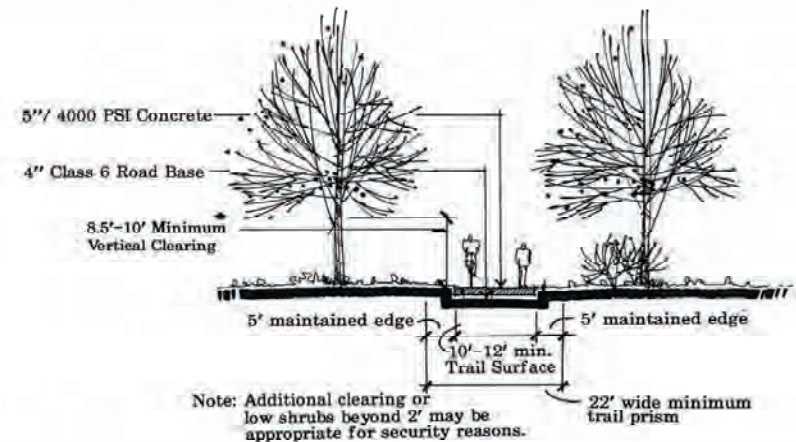 5"/ 4000 PSI Concrete
4" Class 6 Road Base
8.5'-10' Minimum
Vertical Clearing
5' maintained edge
5' maintained edge
10'-12' min.
Trail Surface
22' wide minimum
trail prism
Note: Additional clearing or
low shrubs beyond 2' may be
appropriate for security reasons.